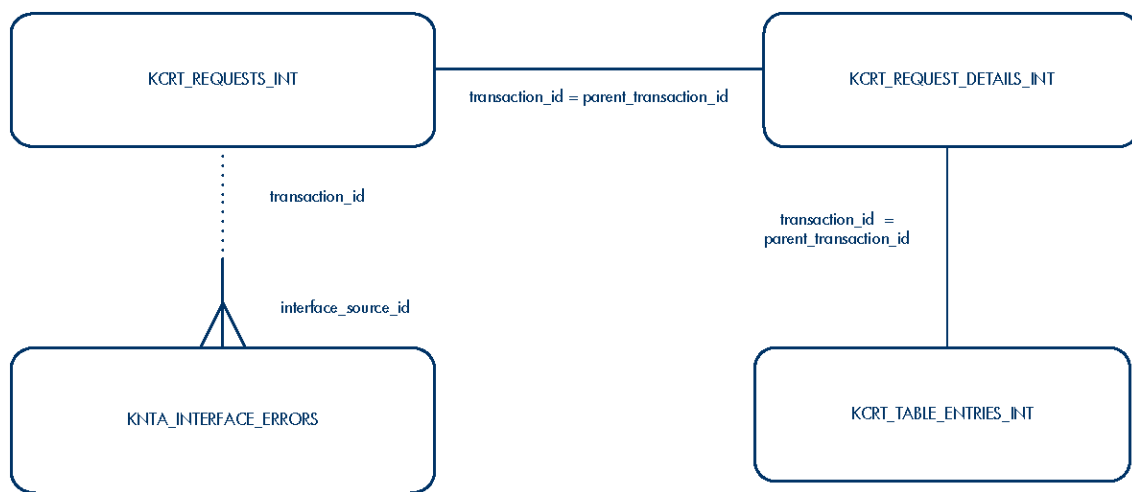 KCRT_REQUESTS_INT
KCRT_REQUEST_DETAILS_INT
transaction_id = parent_transaction_id
transaction_id
transaction_id =
parent_transaction_id
interface_source_id
KNTA_INTERFACE_ERRORS
KCRT_TABLE_ENTRIES_INT